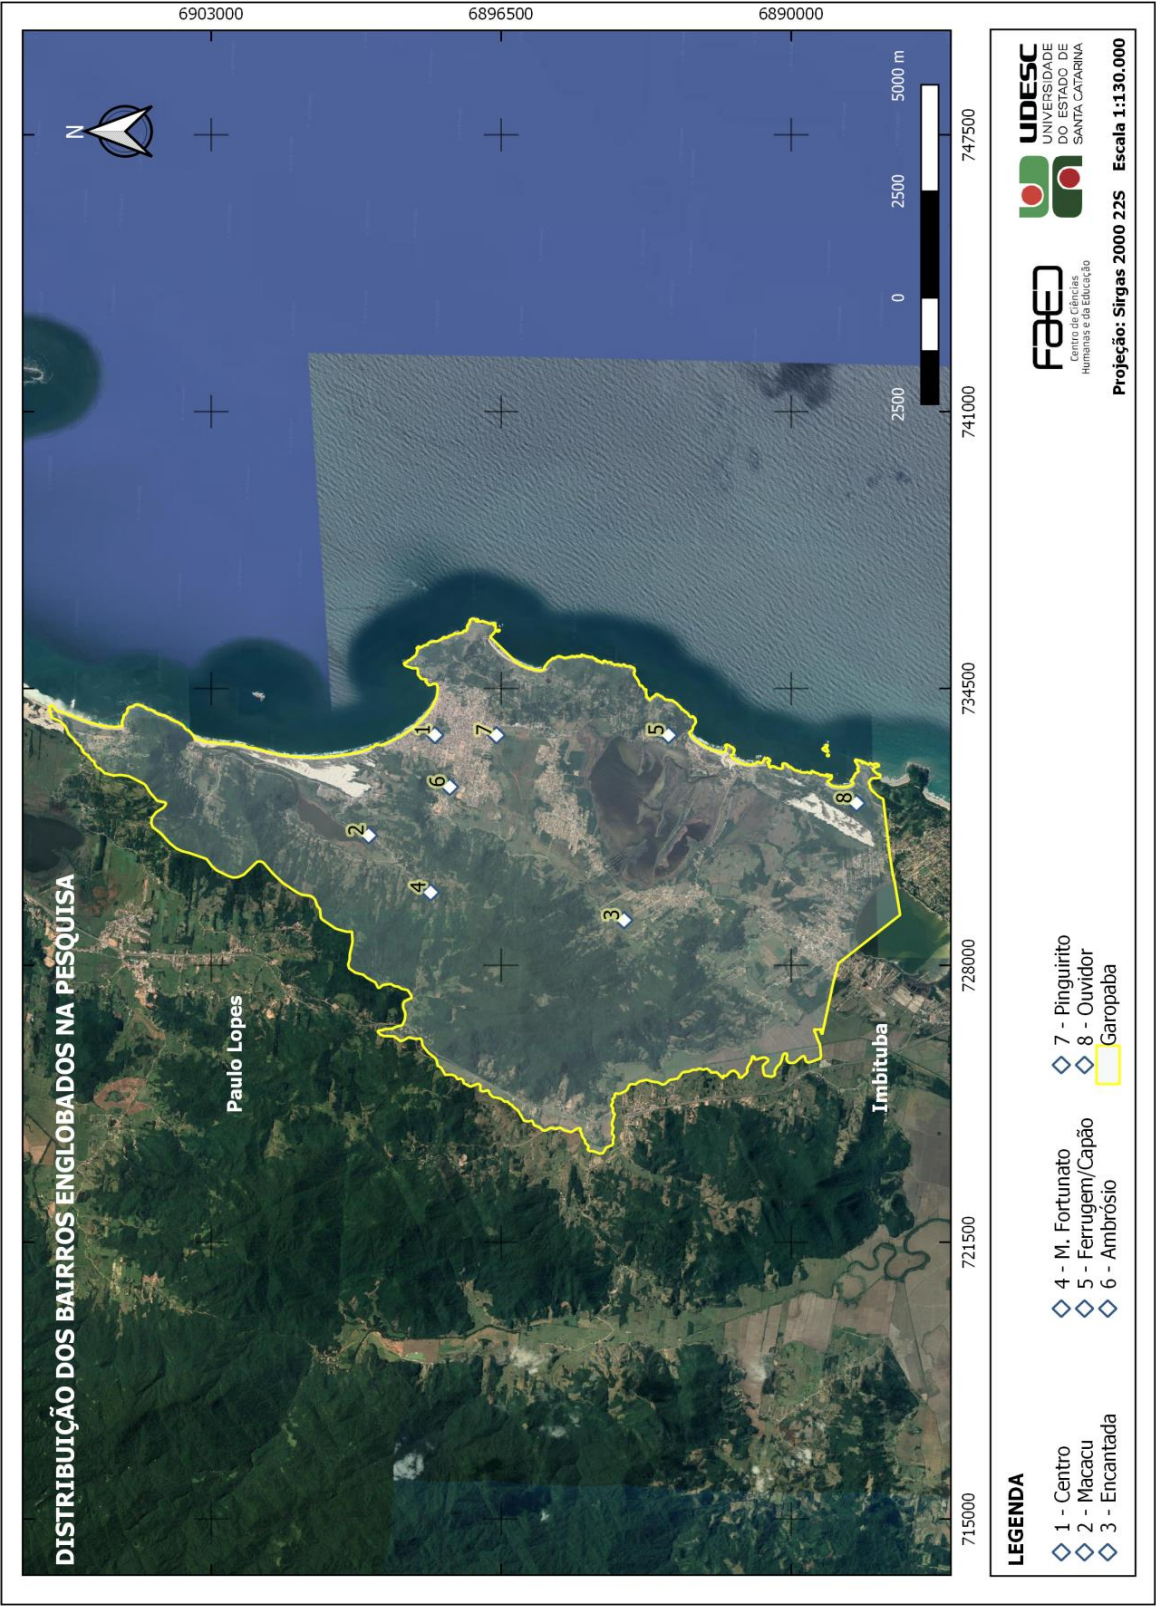 DISTRIBUIÇÃO DOS BAIRROS ENGLOBADOS NA PESQUISA
N
6903000
6896500
6890000
Paulo Lopes
Imbituba
1
2
3
4
5
6
7
8
2500 0 2500 5000 m
715000 721500 728000 734500 741000 747500
LEGENDA
1 - Centro
2 - Macacu
3 - Encantada
4 - M. Fortunato
5 - Ferrugem/Capão
6 - Ambrósio
7 - Pinguirito
8 - Ouvidor
Garopaba
FAED
Centro de Ciências
Humanas e da Educação
UDESC
UNIVERSIDADE
DO ESTADO DE
SANTA CATARINA
Projeção: Sirgas 2000 22S Escala 1:130.000